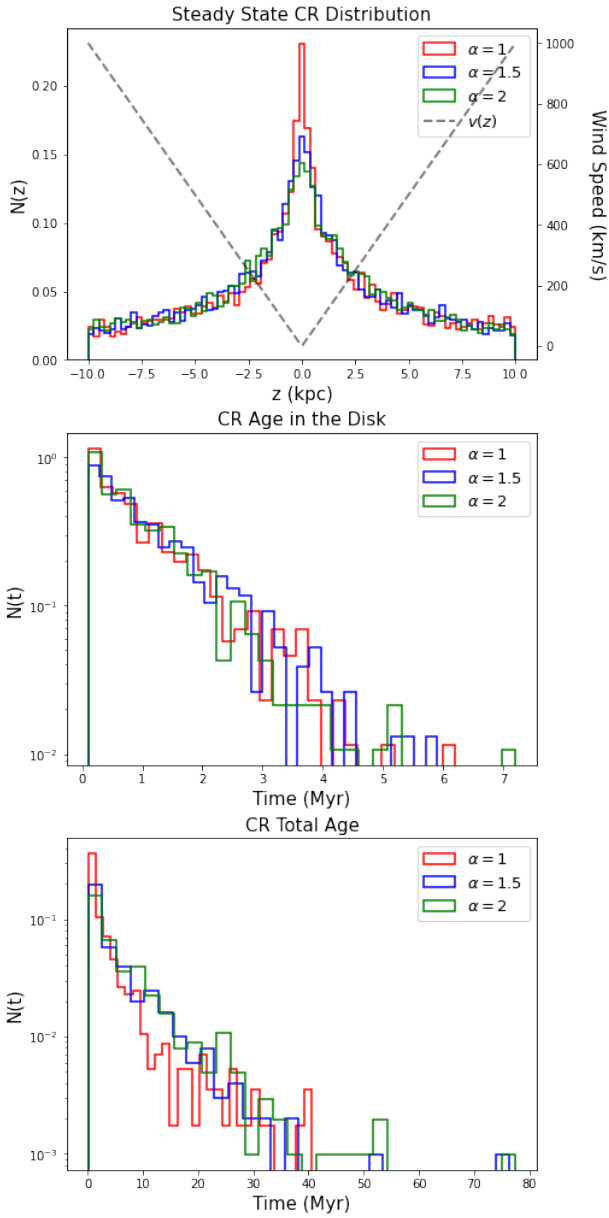 Steady State CR Distribution
α = 1
α = 1.5
α = 2
v(z)
N(z)
0.20
0.15
0.10
0.05
0.00
Wind Speed (km/s)
1000
800
600
400
200
0
−10.0 −7.5 −5.0 −2.5 0.0 2.5 5.0 7.5 10.0
z (kpc)
CR Age in the Disk
α = 1
α = 1.5
α = 2
N(t)
10⁰
10⁻¹
10⁻²
0 1 2 3 4 5 6 7
Time (Myr)
CR Total Age
α = 1
α = 1.5
α = 2
N(t)
10⁻¹
10⁻²
10⁻³
0 10 20 30 40 50 60 70 80
Time (Myr)